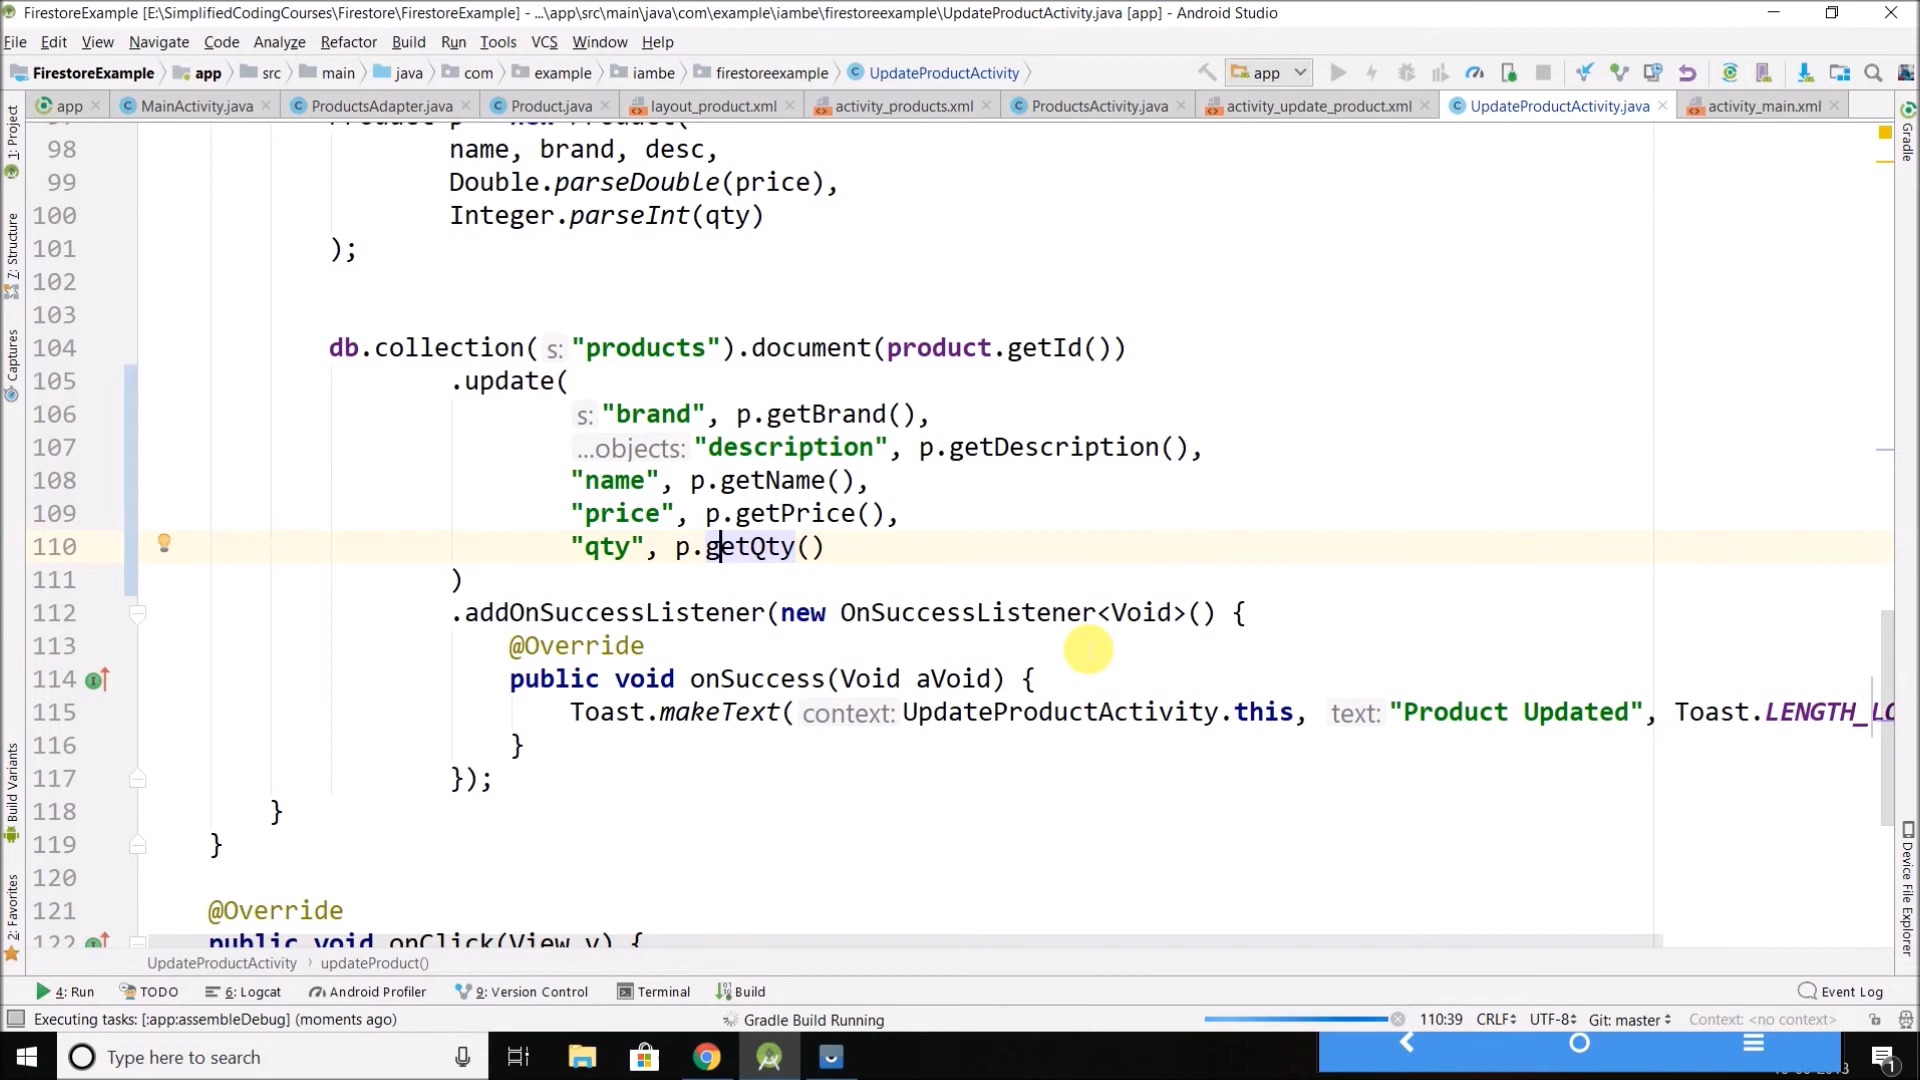 FirestoreExample [E:\SimplifiedCodingCourses\Firestore\FirestoreExample] - ...\app\src\main\java\com\example\iambe\firestoreexample\UpdateProductActivity.java [app] - Android Studio
File Edit View Navigate Code Analyze Refactor Build Run Tools VCS Window Help
FirestoreExample app src main java com example iambe firestoreexample UpdateProductActivity app
app MainActivity.java ProductsAdapter.java Product.java layout_product.xml activity_products.xml ProductsActivity.java activity_update_product.xml UpdateProductActivity.java activity_main.xml
1: Project
7: Structure
Captures
Build Variants
2: Favorites
Gradle
Device File Explorer
98 name, brand, desc,
99 Double.parseDouble(price),
100 Integer.parseInt(qty)
101 );
102
103
104 db.collection( s: "products").document(product.getId())
105 .update(
106 s: "brand", p.getBrand(),
107 ...objects: "description", p.getDescription(),
108 "name", p.getName(),
109 "price", p.getPrice(),
110 "qty", p.getQty()
111 )
112 .addOnSuccessListener(new OnSuccessListener<Void>() {
113 @Override
114 public void onSuccess(Void aVoid) {
115 Toast.makeText( context: UpdateProductActivity.this, text: "Product Updated", Toast.LENGTH_LO
116 }
117 });
118 }
119 }
120
121 @Override
122 public void onClick(View v) {
UpdateProductActivity updateProduct()
4: Run TODO 6: Logcat Android Profiler 9: Version Control Terminal Build Event Log
Executing tasks: [:app:assembleDebug] (moments ago) Gradle Build Running 110:39 CRLF UTF-8 Git: master Context: <no context>
Type here to search 1